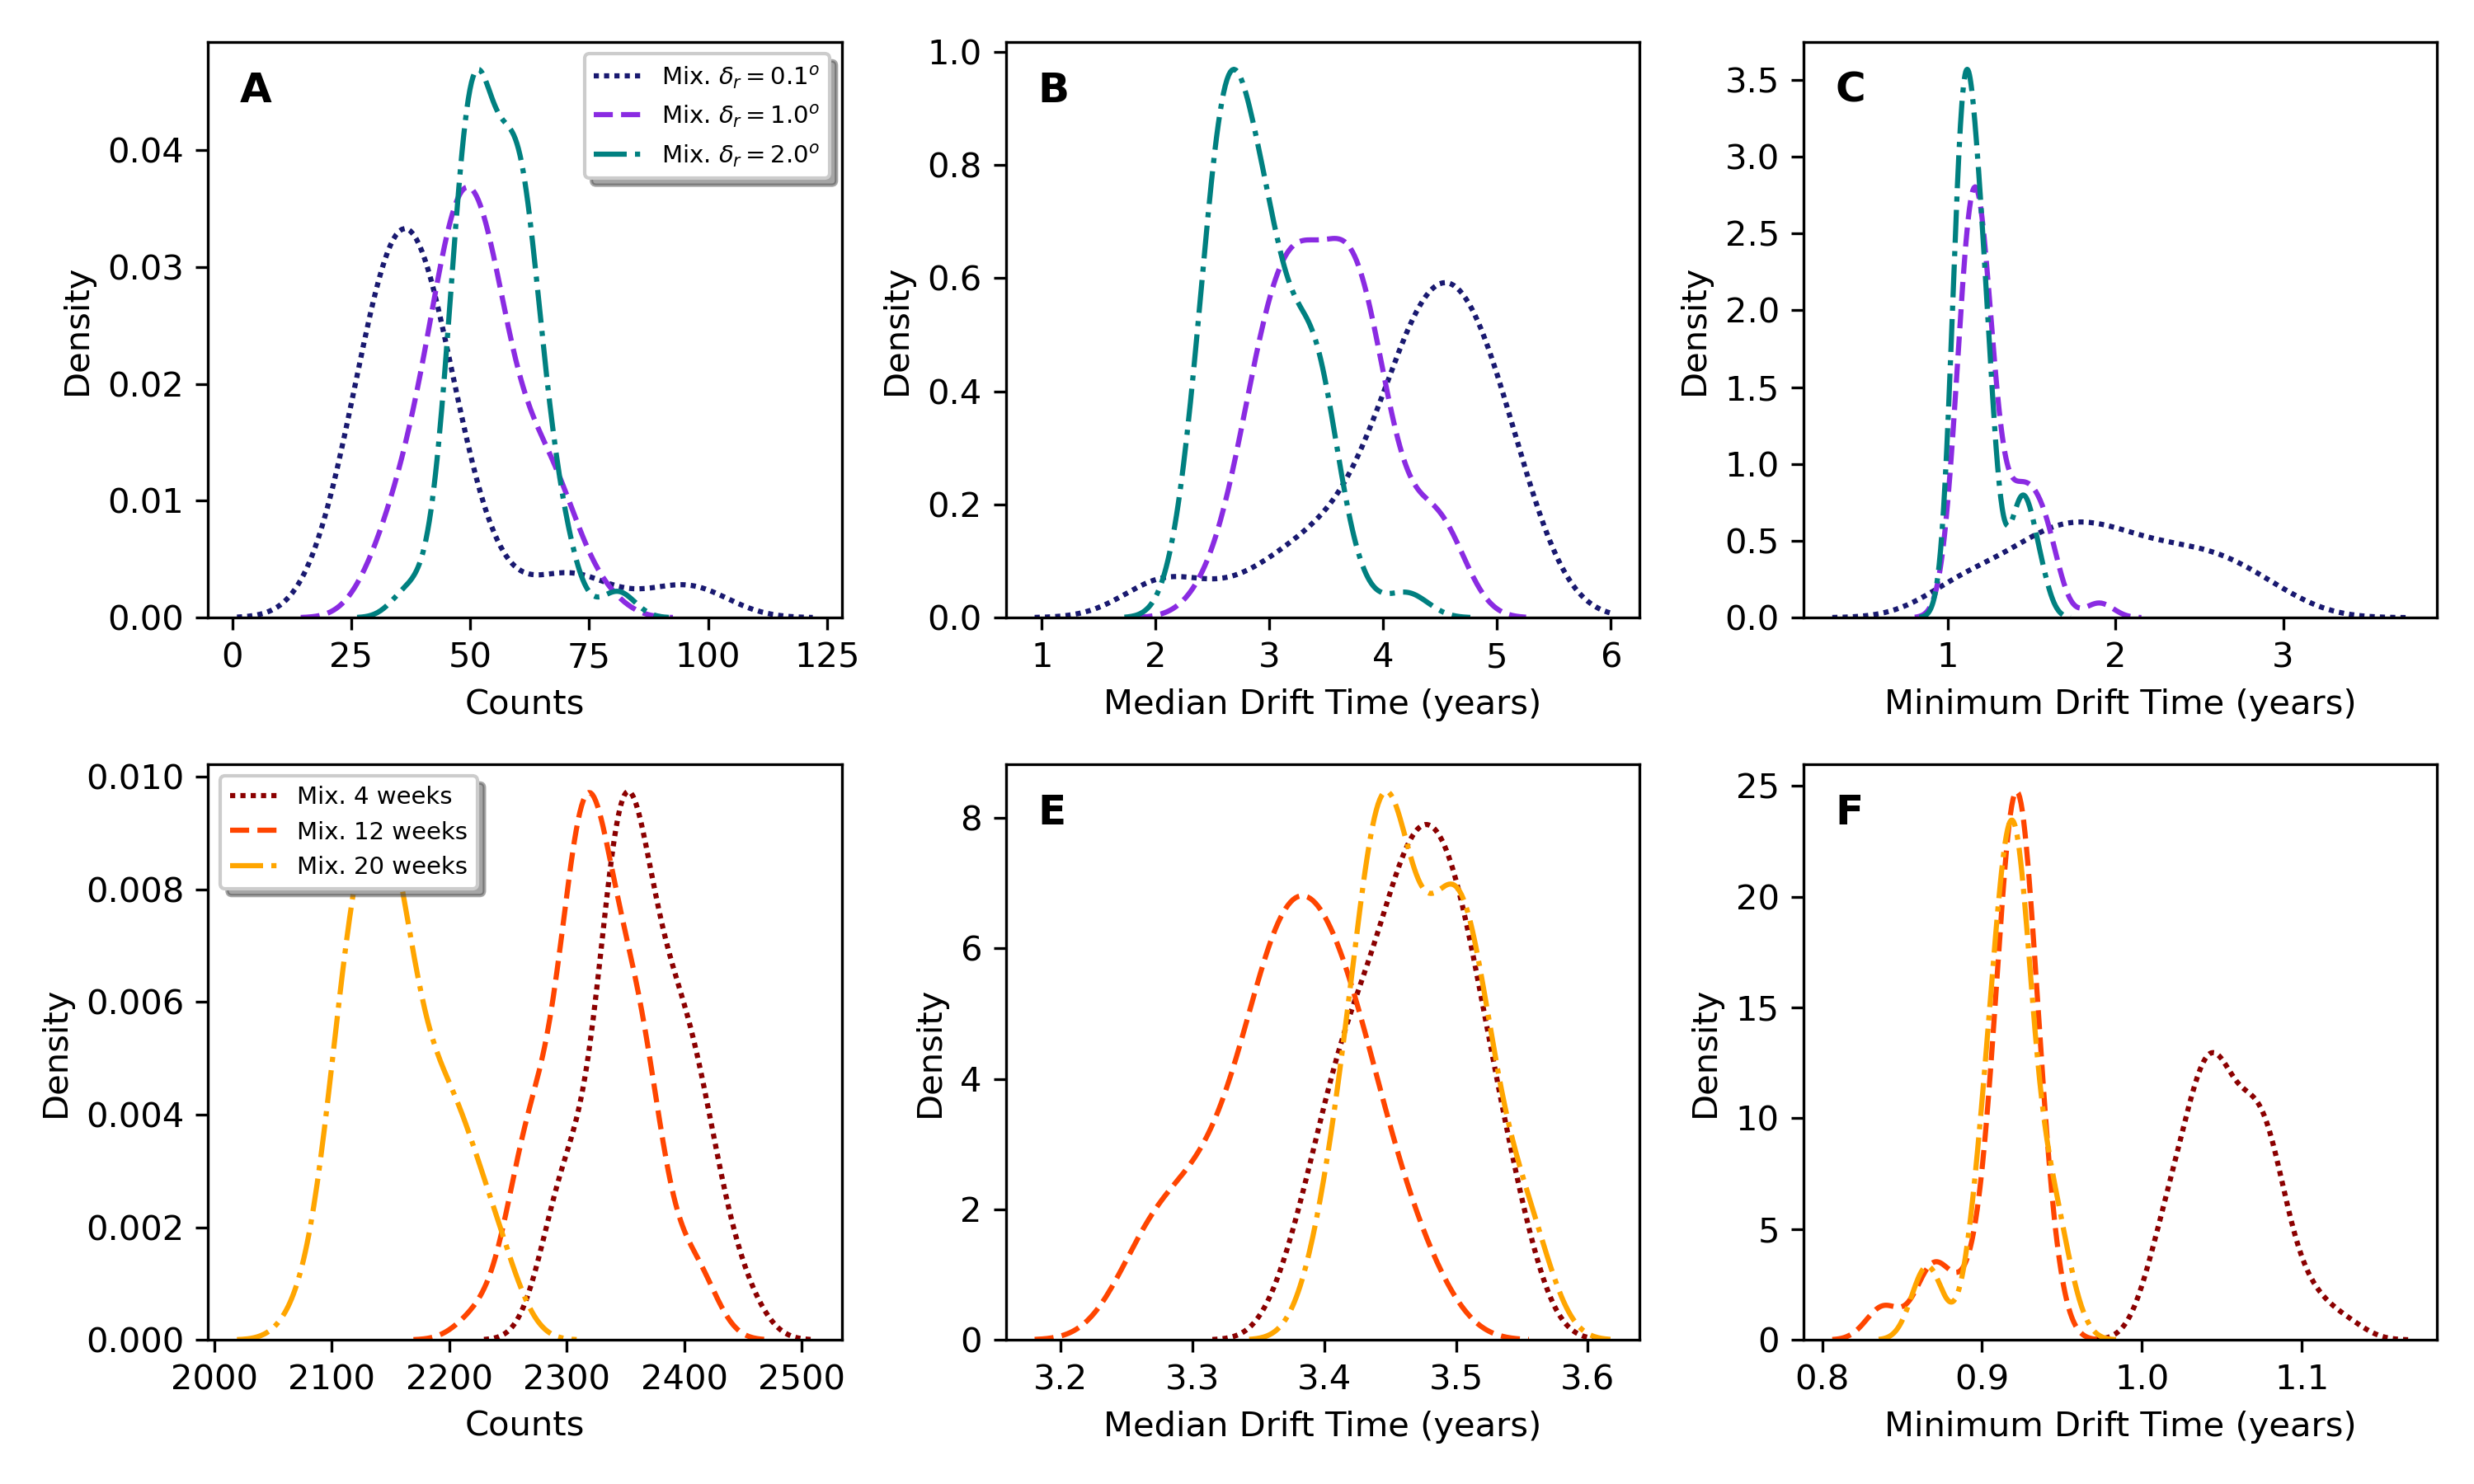 A
Mix. δr = 0.1o
Mix. δr = 1.0o
Mix. δr = 2.0o
0.04
0.03
0.02
0.01
0.00
Density
0 25 50 75 100 125
Counts
B
1.0
0.8
0.6
0.4
0.2
0.0
Density
1 2 3 4 5 6
Median Drift Time (years)
C
3.5
3.0
2.5
2.0
1.5
1.0
0.5
0.0
Density
1 2 3
Minimum Drift Time (years)
Mix. 4 weeks
Mix. 12 weeks
Mix. 20 weeks
0.010
0.008
0.006
0.004
0.002
0.000
Density
2000 2100 2200 2300 2400 2500
Counts
E
8
6
4
2
0
Density
3.2 3.3 3.4 3.5 3.6
Median Drift Time (years)
F
25
20
15
10
5
0
Density
0.8 0.9 1.0 1.1
Minimum Drift Time (years)